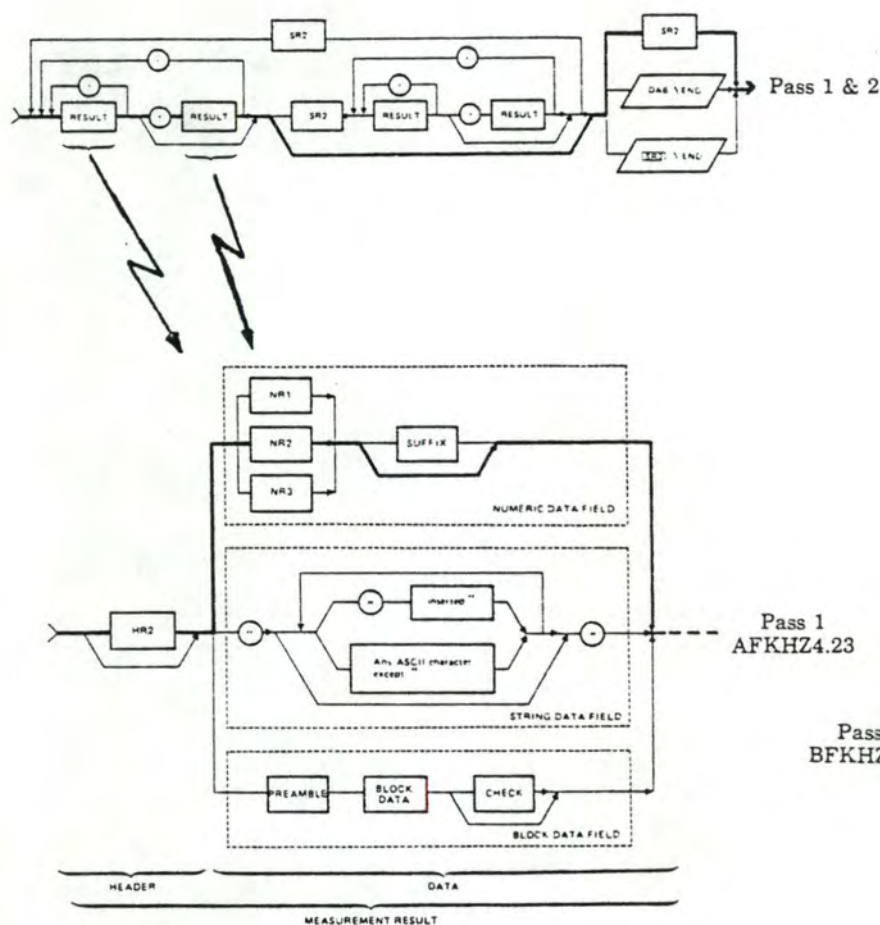 SR2
RESULT
RESULT
SR2
RESULT
RESULT
SR2
DAB ∧END
Pass 1 & 2
SR2 ∧END
NR1
NR2
SUFFIX
NR3
NUMERIC DATA FIELD
HR2
inserted "
Any ASCII character
except "
STRING DATA FIELD
Pass 1
AFKHZ4.23
Pass
BFKHZ
PREAMBLE
BLOCK
DATA
CHECK
BLOCK DATA FIELD
HEADER
DATA
MEASUREMENT RESULT